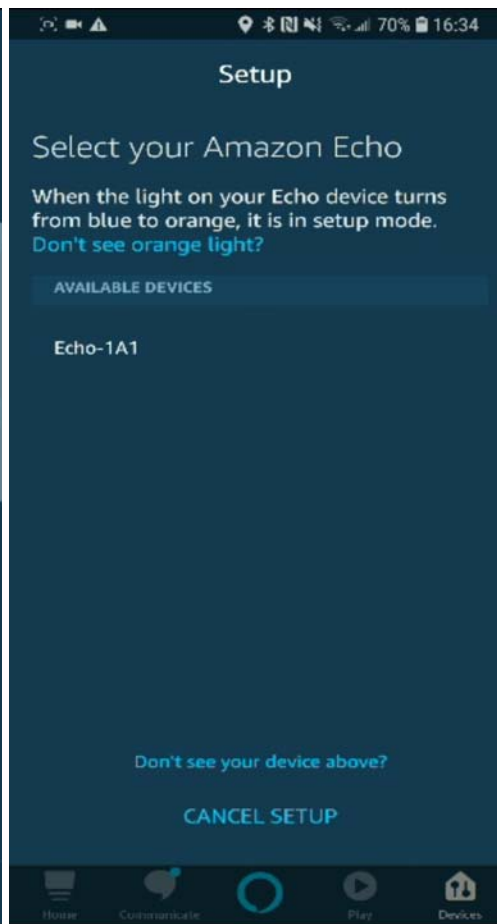 70% 16:34
Setup
Select your Amazon Echo
When the light on your Echo device turns
from blue to orange, it is in setup mode.
Don't see orange light?
AVAILABLE DEVICES
Echo-1A1
Don't see your device above?
CANCEL SETUP
Home Communicate Play Devices